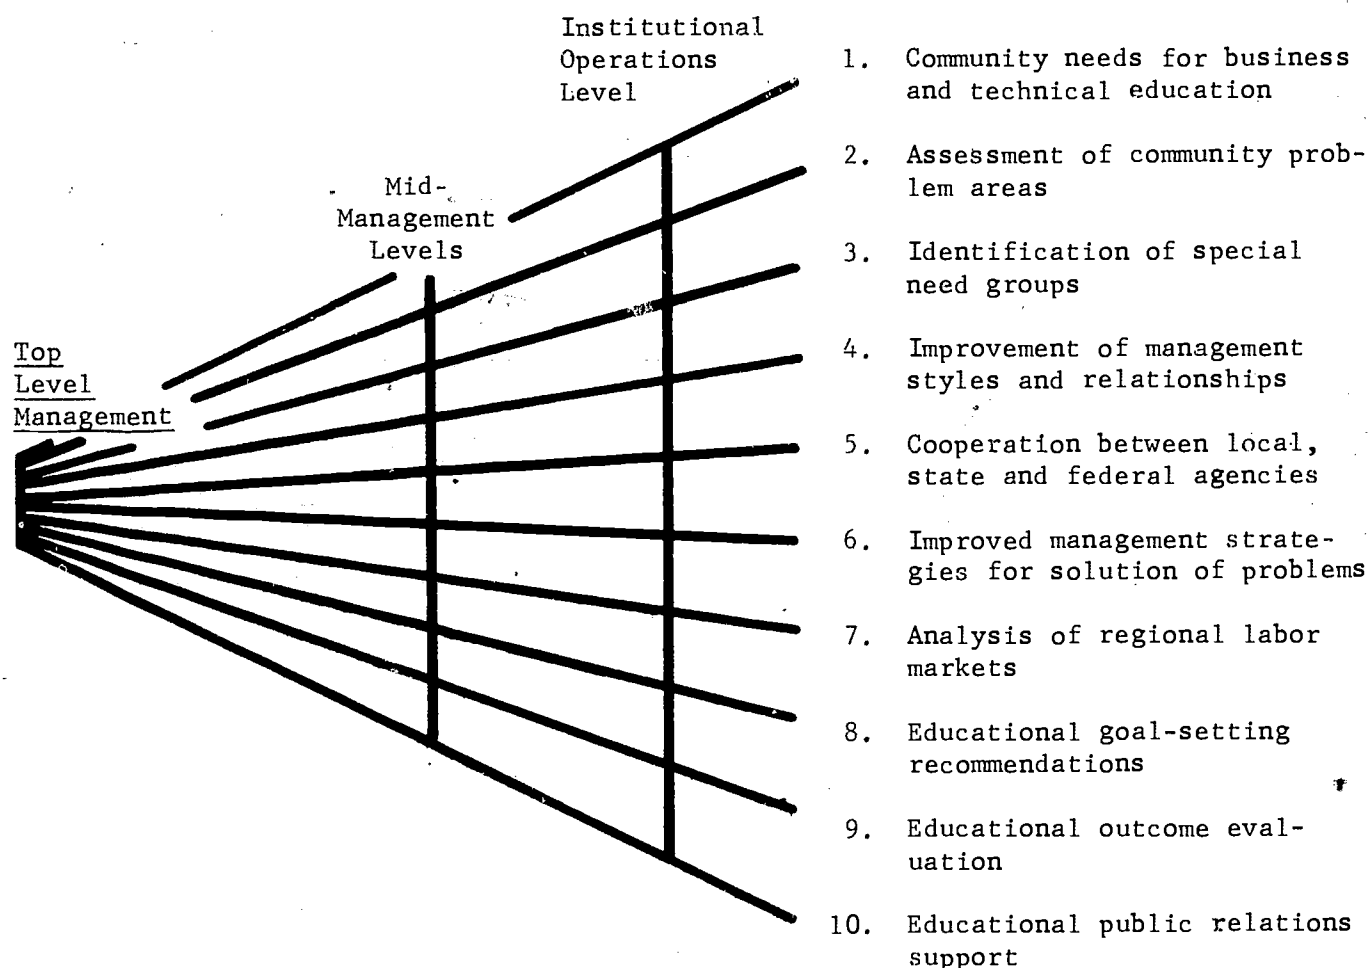 Institutional
Operations
Level
Mid-
Management
Levels
Top
Level
Management
1. Community needs for business
and technical education
2. Assessment of community prob-
lem areas
3. Identification of special
need groups
4. Improvement of management
styles and relationships
5. Cooperation between local,
state and federal agencies
6. Improved management strate-
gies for solution of problems
7. Analysis of regional labor
markets
8. Educational goal-setting
recommendations
9. Educational outcome eval-
uation
10. Educational public relations
support